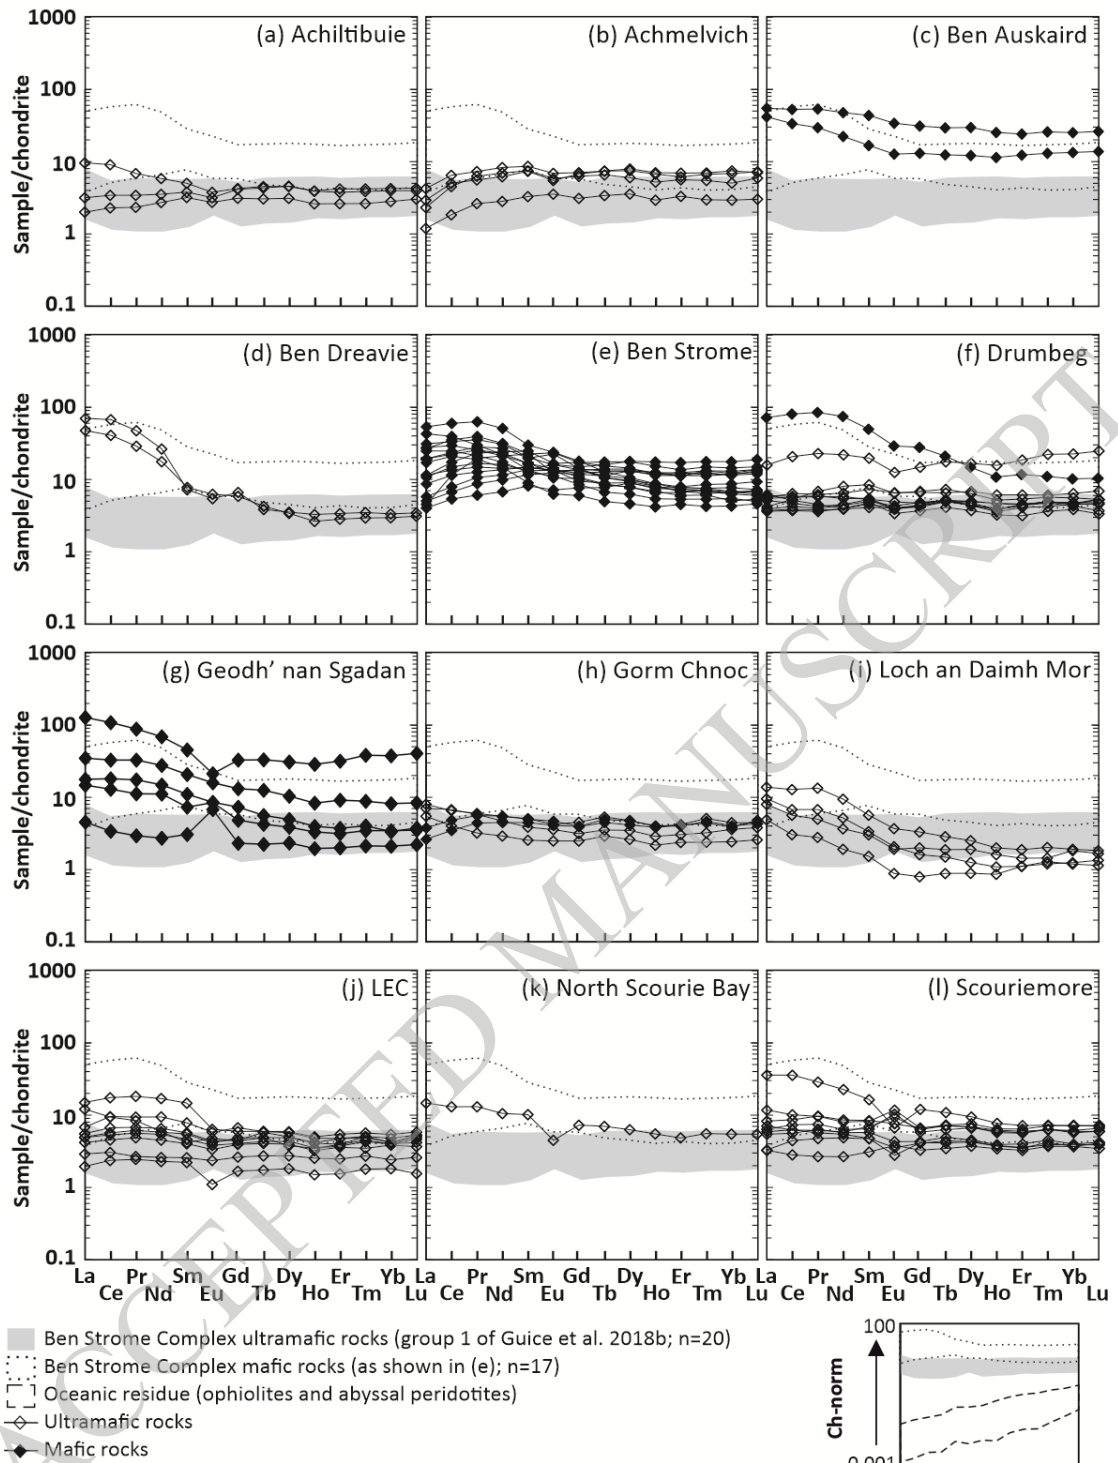 1000
(a) Achiltibuie
(b) Achmelvich
(c) Ben Auskaird
100
10
1
0.1
Sample/chondrite
1000
(d) Ben Dreavie
(e) Ben Strome
(f) Drumbeg
100
10
1
0.1
Sample/chondrite
1000
(g) Geodh’ nan Sgadan
(h) Gorm Chnoc
(i) Loch an Daimh Mor
100
10
1
0.1
Sample/chondrite
1000
(j) LEC
(k) North Scourie Bay
(l) Scouriemore
100
10
1
0.1
Sample/chondrite
La Ce Pr Nd Sm Eu Gd Tb Dy Ho Er Tm Yb Lu
La Ce Pr Nd Sm Eu Gd Tb Dy Ho Er Tm Yb Lu
La Ce Pr Nd Sm Eu Gd Tb Dy Ho Er Tm Yb Lu
Ben Strome Complex ultramafic rocks (group 1 of Guice et al. 2018b; n=20)
Ben Strome Complex mafic rocks (as shown in (e); n=17)
Oceanic residue (ophiolites and abyssal peridotites)
Ultramafic rocks
Mafic rocks
100
Ch-norm
0.001
ACCEPTED MANUSCRIPT